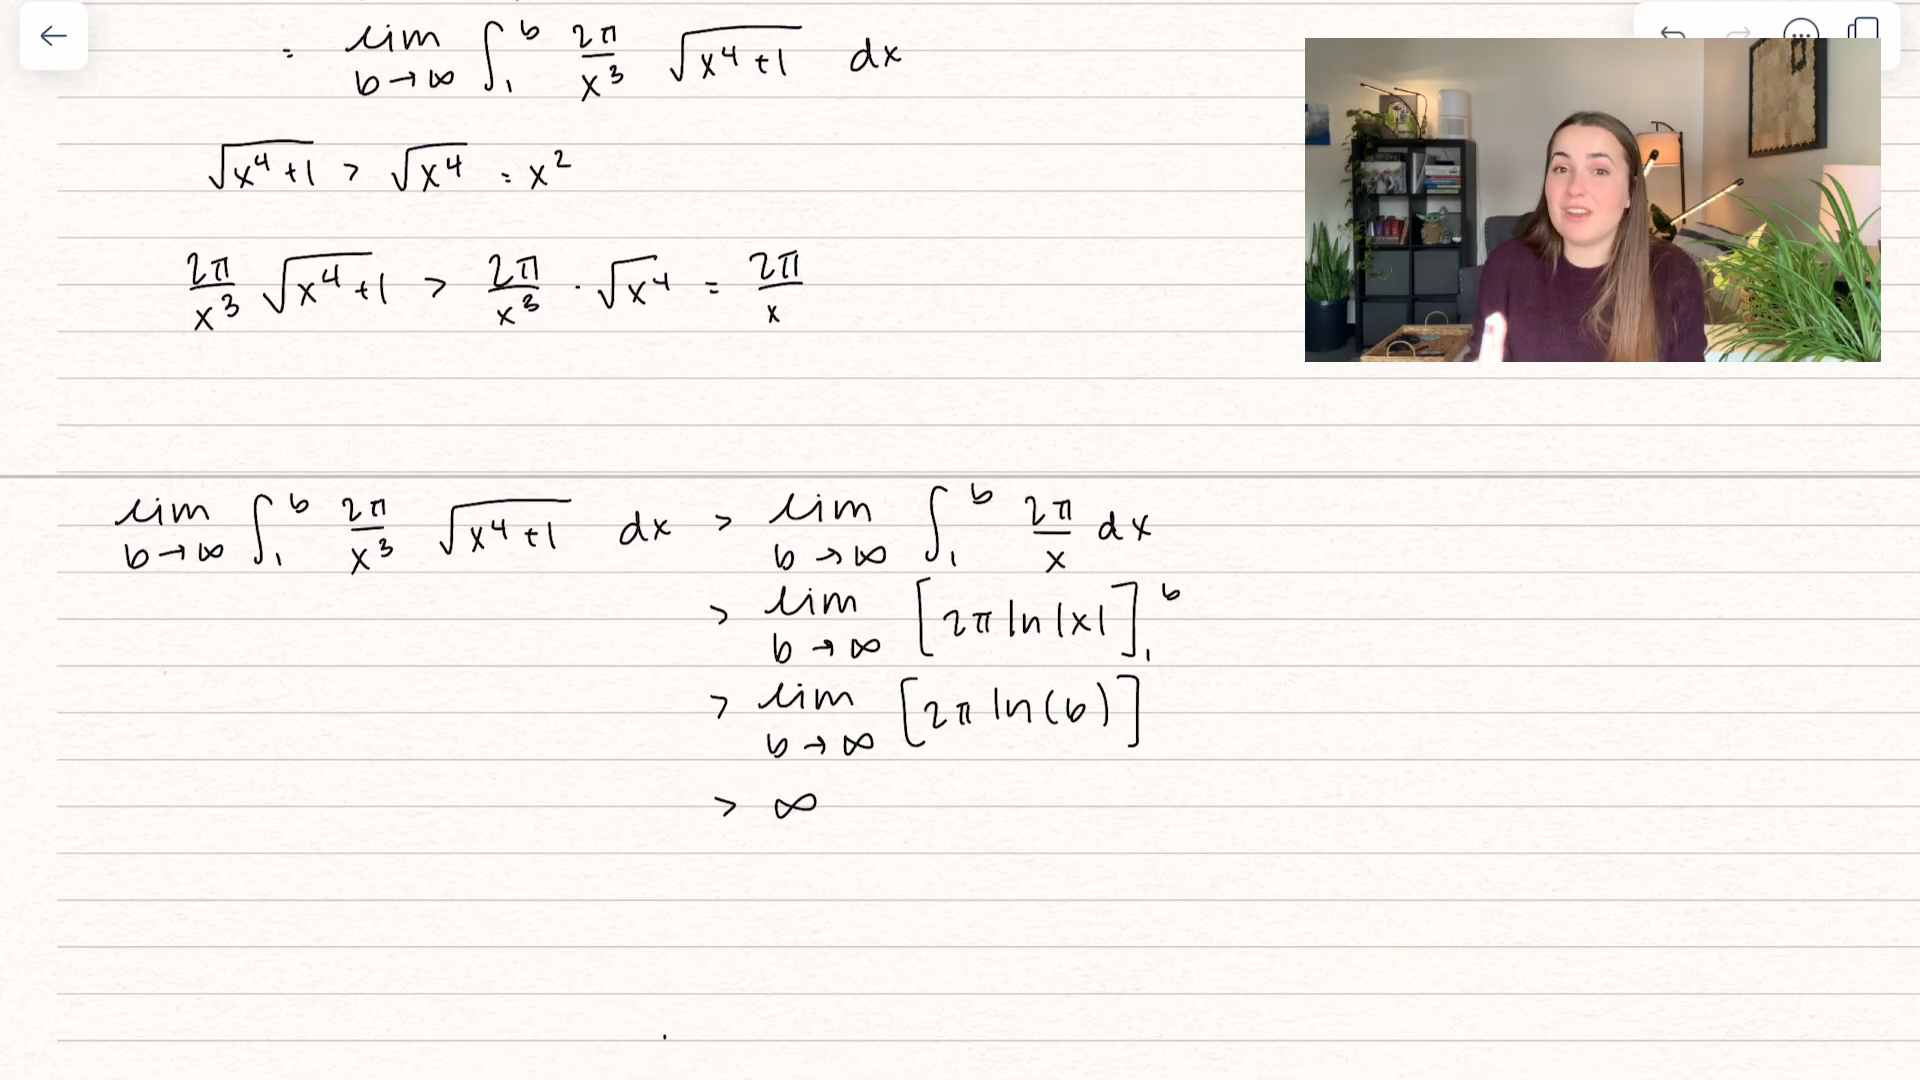 = lim b→∞ ∫₁ᵇ 2π/x³ √(x⁴+1) dx
√(x⁴+1) > √(x⁴) = x²
2π/x³ √(x⁴+1) > 2π/x³ · √x⁴ = 2π/x
lim b→∞ ∫₁ᵇ 2π/x³ √(x⁴+1) dx > lim b→∞ ∫₁ᵇ 2π/x dx
> lim b→∞ [2π ln|x|]₁ᵇ
> lim b→∞ [2π ln(b)]
> ∞